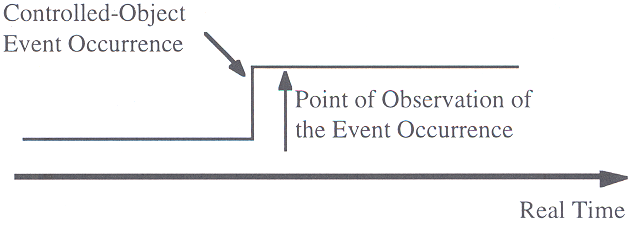 Controlled-Object
Event Occurrence
Point of Observation of
the Event Occurrence
Real Time